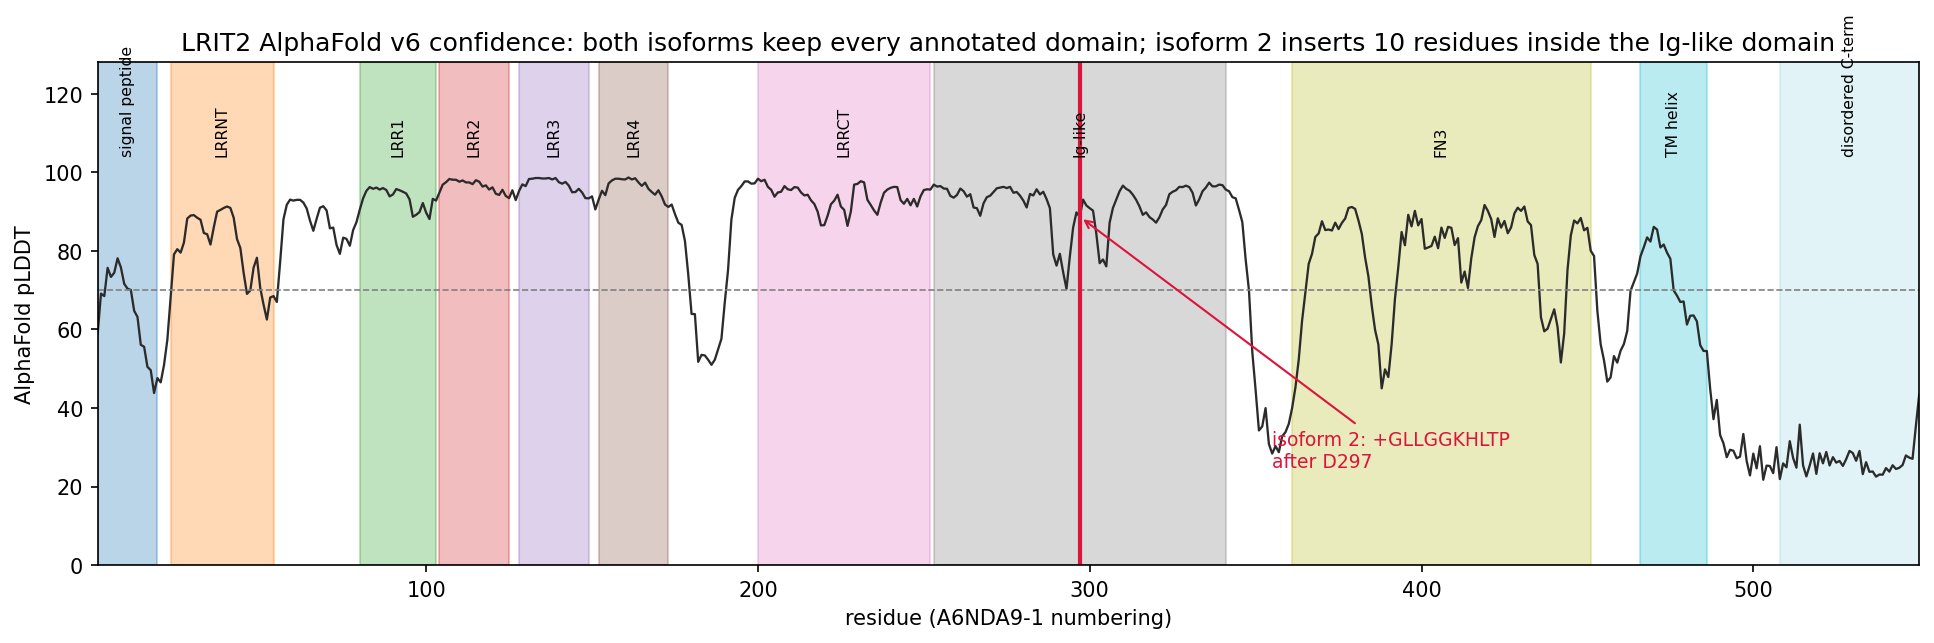 LRIT2 AlphaFold v6 confidence: both isoforms keep every annotated domain; isoform 2 inserts 10 residues inside the Ig-like domain
signal peptide
LRRNT
LRR1
LRR2
LRR3
LRR4
LRRCT
Ig-like
FN3
TM helix
disordered C-term
AlphaFold pLDDT
120
100
80
60
40
20
0
isoform 2: +GLLGGKHLTP
after D297
100
200
300
400
500
residue (A6NDA9-1 numbering)